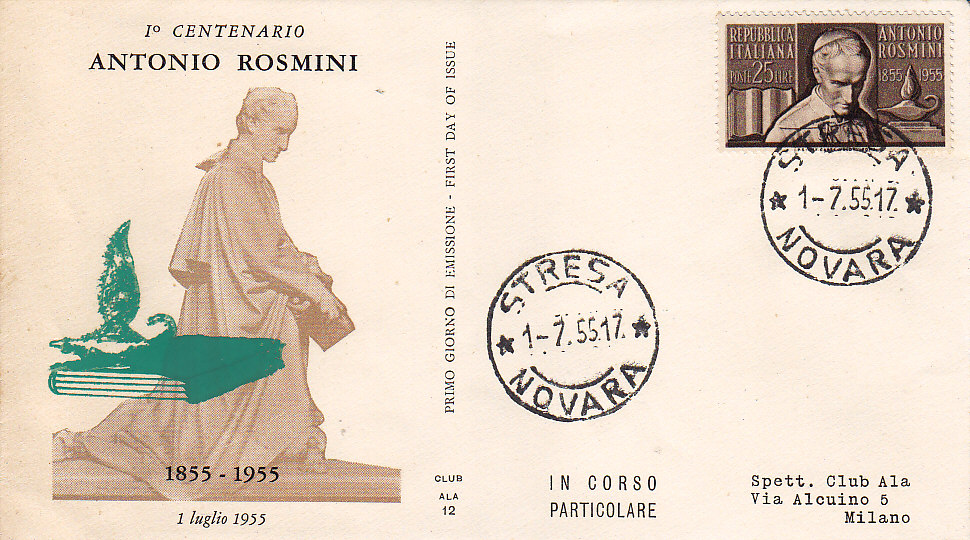 Iº CENTENARIO
ANTONIO ROSMINI
1855 - 1955
1 luglio 1955
PRIMO GIORNO DI EMISSIONE - FIRST DAY OF ISSUE
CLUB
ALA
12
REPUBBLICA
ITALIANA
POSTE 25 LIRE
ANTONIO
ROSMINI
1855 1955
STRESA
1-7.55.17.
NOVARA
STRESA
1-7.55.17.
NOVARA
IN CORSO
PARTICOLARE
Spett. Club Ala
Via Alcuino 5
Milano